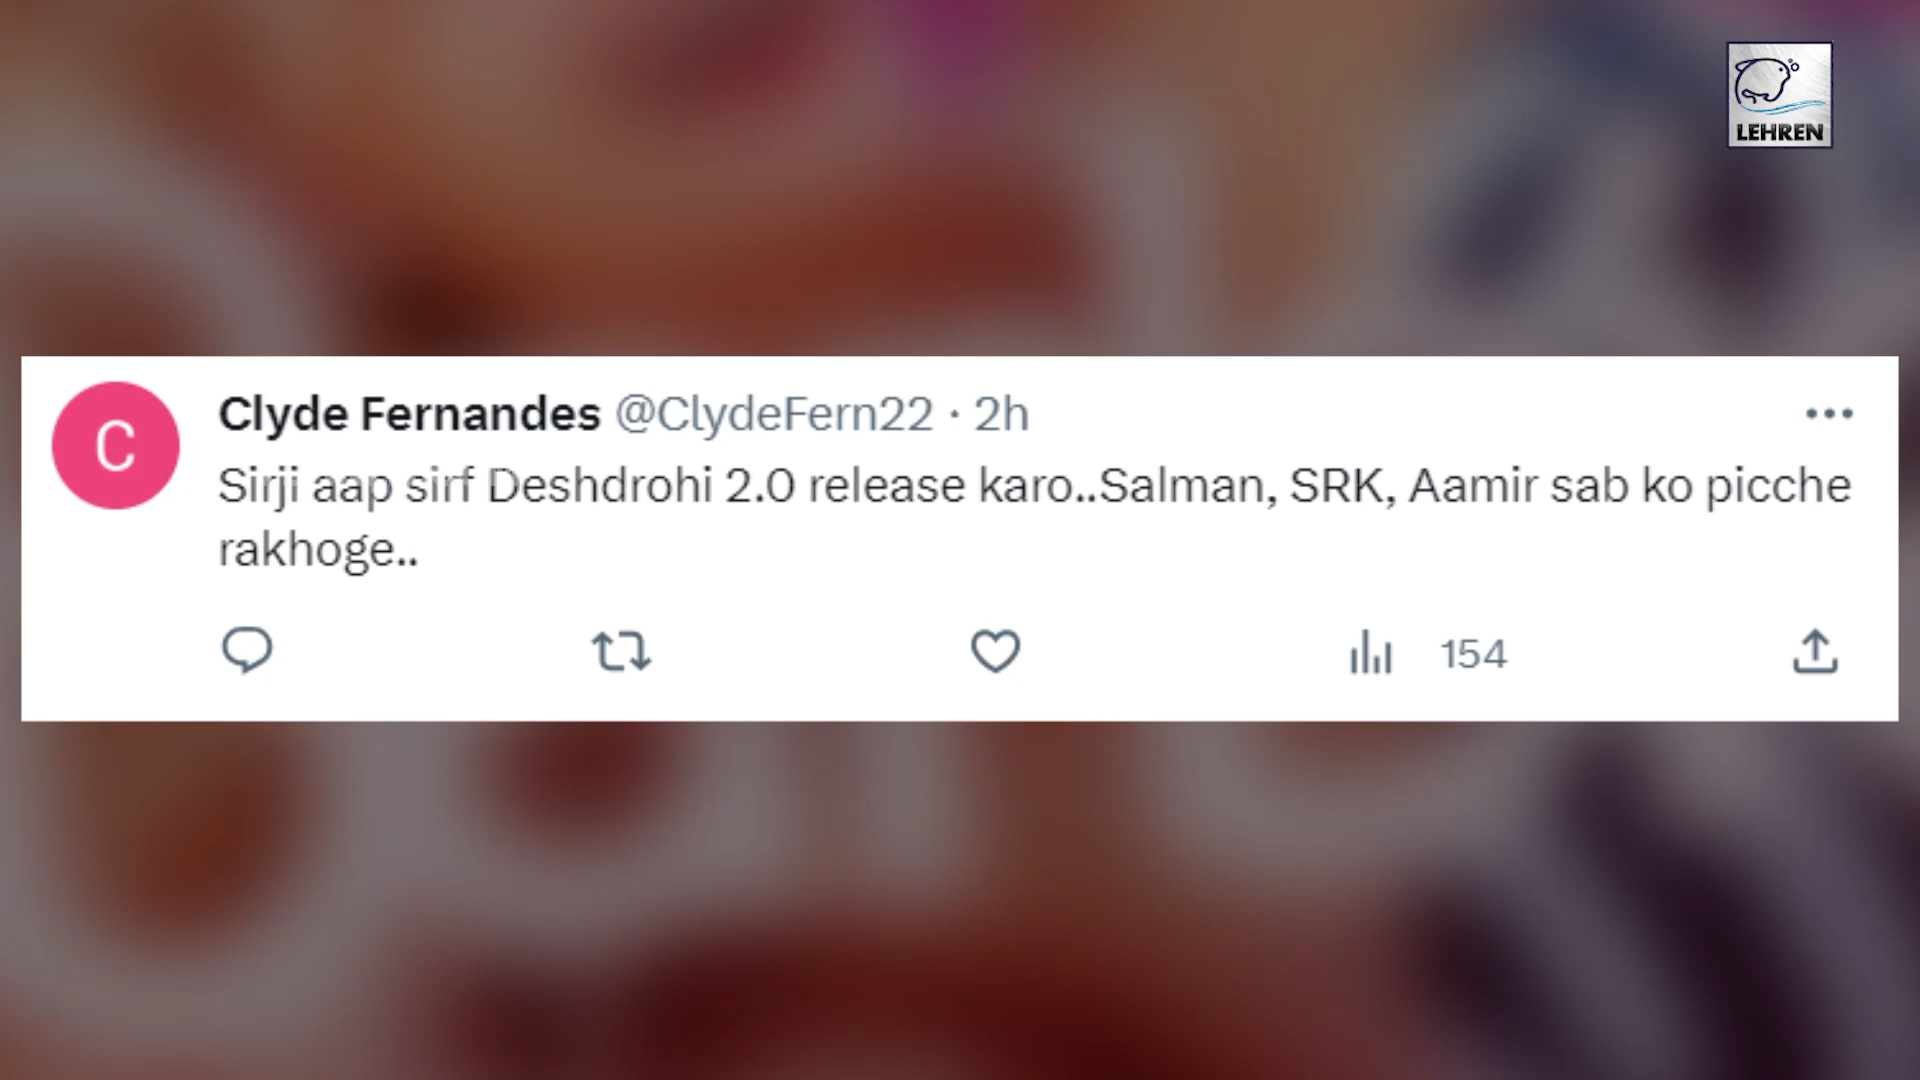 LEHREN
C
Clyde Fernandes @ClydeFern22 · 2h
Sirji aap sirf Deshdrohi 2.0 release karo..Salman, SRK, Aamir sab ko picche
rakhoge..
154